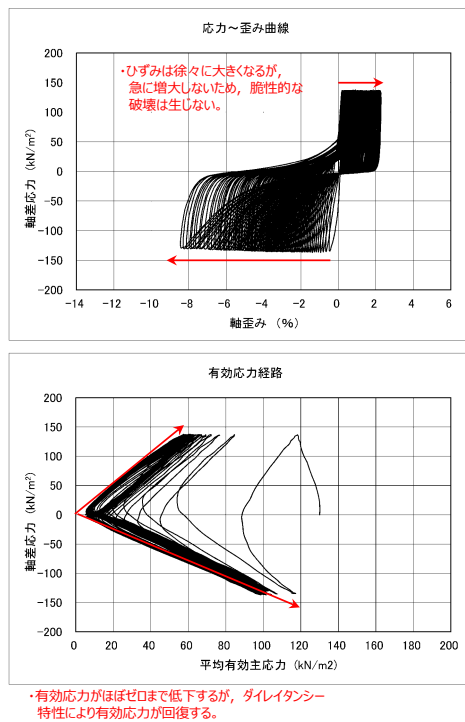 応力～歪み曲線
・ひずみは徐々に大きくなるが，
急に増大しないため，脆性的な
破壊は生じない。
軸差応力 (kN/m²)
200
150
100
50
0
-50
-100
-150
-200
-14 -12 -10 -8 -6 -4 -2 0 2 4 6
軸歪み （%）
有効応力経路
軸差応力 (kN/m²)
200
150
100
50
0
-50
-100
-150
-200
0 20 40 60 80 100 120 140 160 180 200
平均有効主応力 (kN/m2)
・有効応力がほぼゼロまで低下するが，ダイレイタンシー
特性により有効応力が回復する。